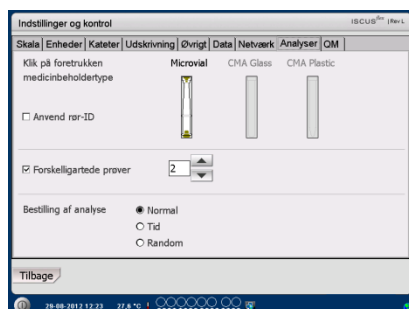 Indstillinger og kontrol ISCUSflex |Rev L
Skala Enheder Kateter Udskrivning Øvrigt Data Netværk Analyser QM
Klik på foretrukken medicinbeholdertype
Microvial CMA Glass CMA Plastic
Anvend rør-ID
Forskelligartede prøver 2
Bestilling af analyse
Normal
Tid
Random
Tilbage
29-08-2012 12:23 27,6 °C